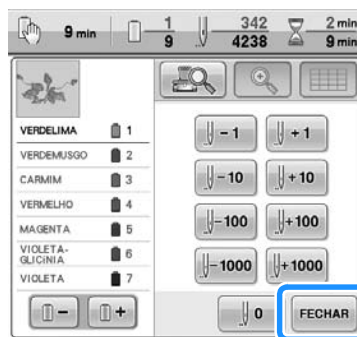 9 min 1 9 342 4238 2 min 9 min
VERDELIMA 1
VERDEMUSGO 2
CARMIM 3
VERMELHO 4
MAGENTA 5
VIOLETA-GLICíNIA 6
VIOLETA 7
- 1 + 1
- 10 + 10
-100 +100
-1000 +1000
- + 0 FECHAR